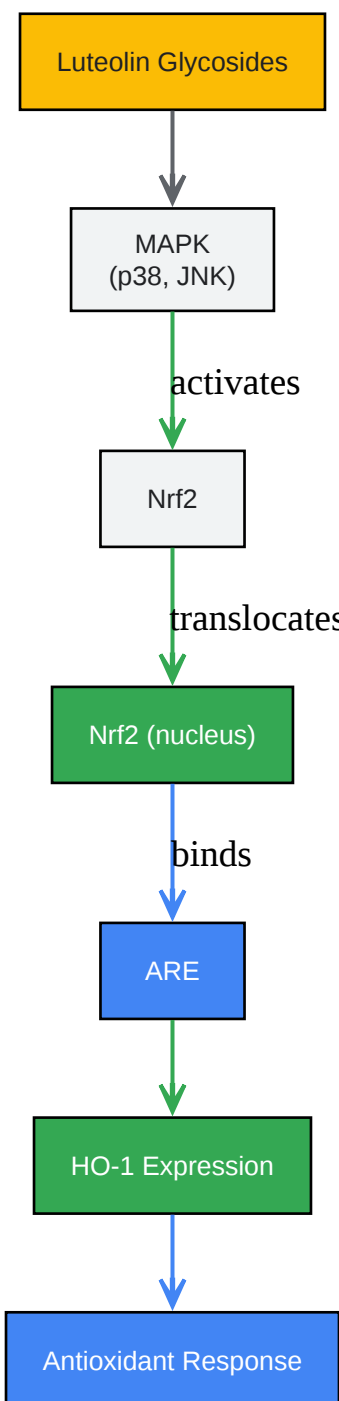 Luteolin Glycosides
MAPK
(p38, JNK)
activates
Nrf2
translocates
Nrf2 (nucleus)
binds
ARE
HO-1 Expression
Antioxidant Response